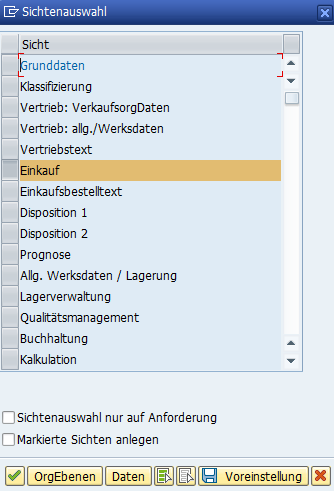 Sichtenauswahl
Sicht
Grunddaten
Klassifizierung
Vertrieb: VerkaufsorgDaten
Vertrieb: allg./Werksdaten
Vertriebstext
Einkauf
Einkaufsbestelltext
Disposition 1
Disposition 2
Prognose
Allg. Werksdaten / Lagerung
Lagerverwaltung
Qualitätsmanagement
Buchhaltung
Kalkulation
Sichtenauswahl nur auf Anforderung
Markierte Sichten anlegen
OrgEbenen Daten Voreinstellung